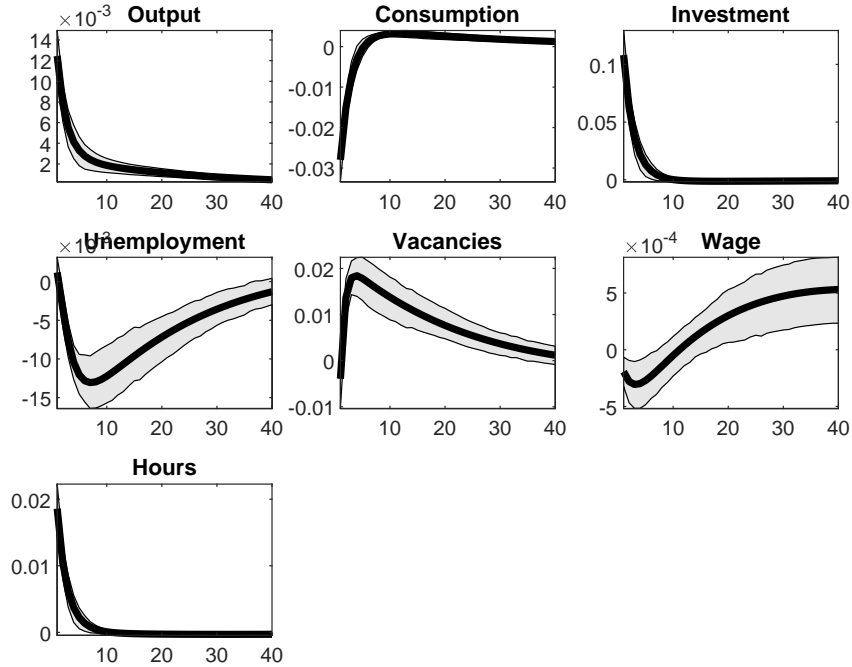 ×10⁻³ Output
14
12
10
8
6
4
2
10 20 30 40
Consumption
0
-0.01
-0.02
-0.03
10 20 30 40
Investment
0.1
0.05
0
10 20 30 40
×10⁻³
Unemployment
0
-5
-10
-15
10 20 30 40
Vacancies
0.02
0.01
0
-0.01
10 20 30 40
×10⁻⁴ Wage
5
0
-5
10 20 30 40
Hours
0.02
0.01
0
10 20 30 40